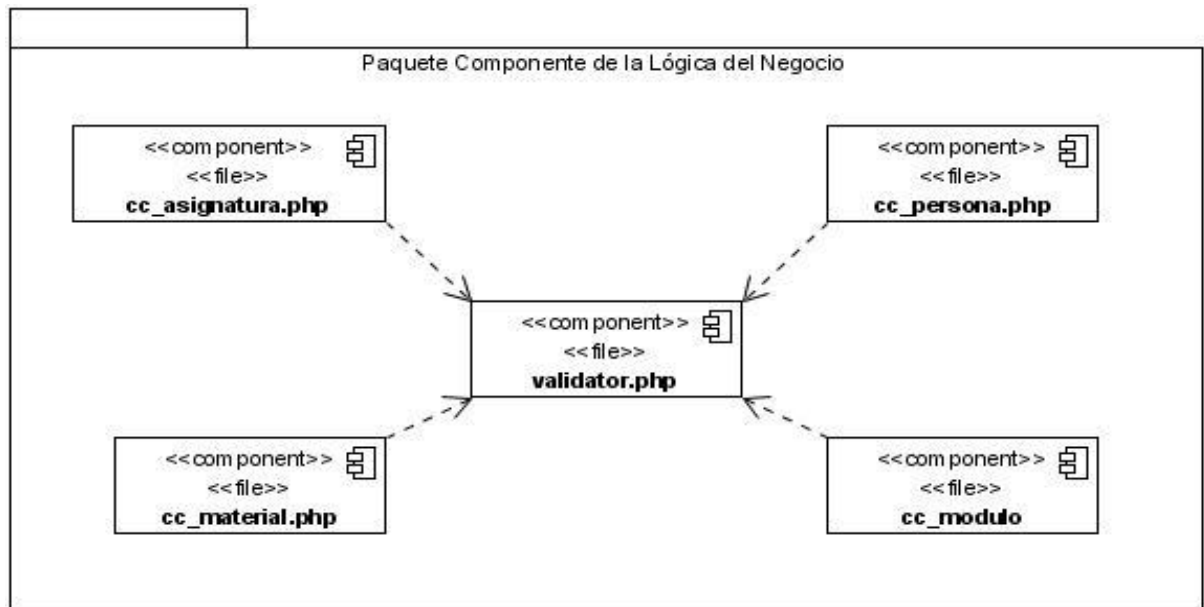 Paquete Componente de la Lógica del Negocio
<<component>>
<<file>>
cc_asignatura.php
<<component>>
<<file>>
cc_persona.php
<<component>>
<<file>>
validator.php
<<component>>
<<file>>
cc_material.php
<<component>>
<<file>>
cc_modulo